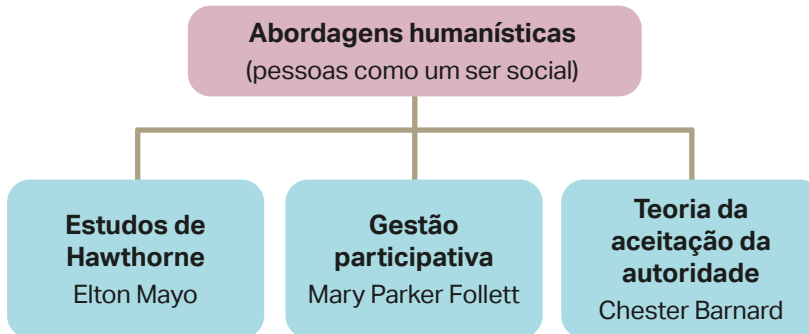 Abordagens humanísticas
(pessoas como um ser social)
Estudos de
Hawthorne
Elton Mayo
Gestão
participativa
Mary Parker Follett
Teoria da
aceitação da
autoridade
Chester Barnard